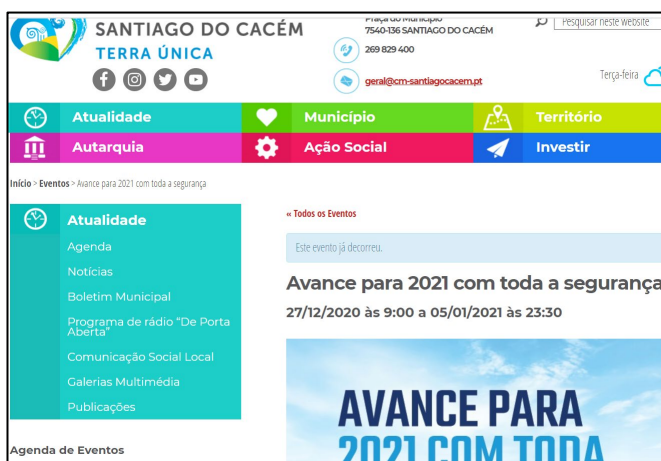 SANTIAGO DO CACÉM
TERRA ÚNICA
Praça do Município
7540-136 SANTIAGO DO CACÉM
269 829 400
geral@cm-santiagocacem.pt
Pesquisar neste website
Terça-feira
Atualidade
Município
Território
Autarquia
Ação Social
Investir
Início > Eventos > Avance para 2021 com toda a segurança
Atualidade
Agenda
Notícias
Boletim Municipal
Programa de rádio “De Porta
Aberta”
Comunicação Social Local
Galerias Multimédia
Publicações
Agenda de Eventos
« Todos os Eventos
Este evento já decorreu.
Avance para 2021 com toda a segurança
27/12/2020 às 9:00 a 05/01/2021 às 23:30
AVANCE PARA
2021 COM TODA